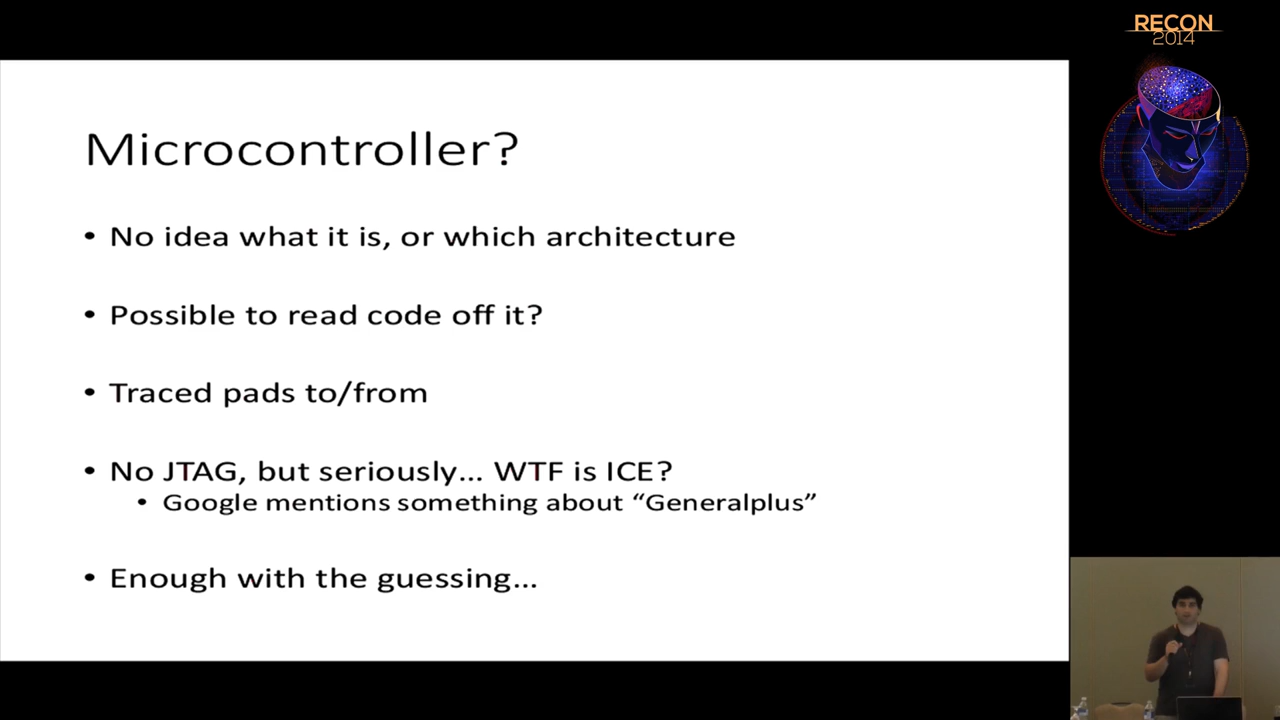 RECON
2014
Microcontroller?
• No idea what it is, or which architecture
• Possible to read code off it?
• Traced pads to/from
• No JTAG, but seriously... WTF is ICE?
• Google mentions something about “Generalplus”
• Enough with the guessing...